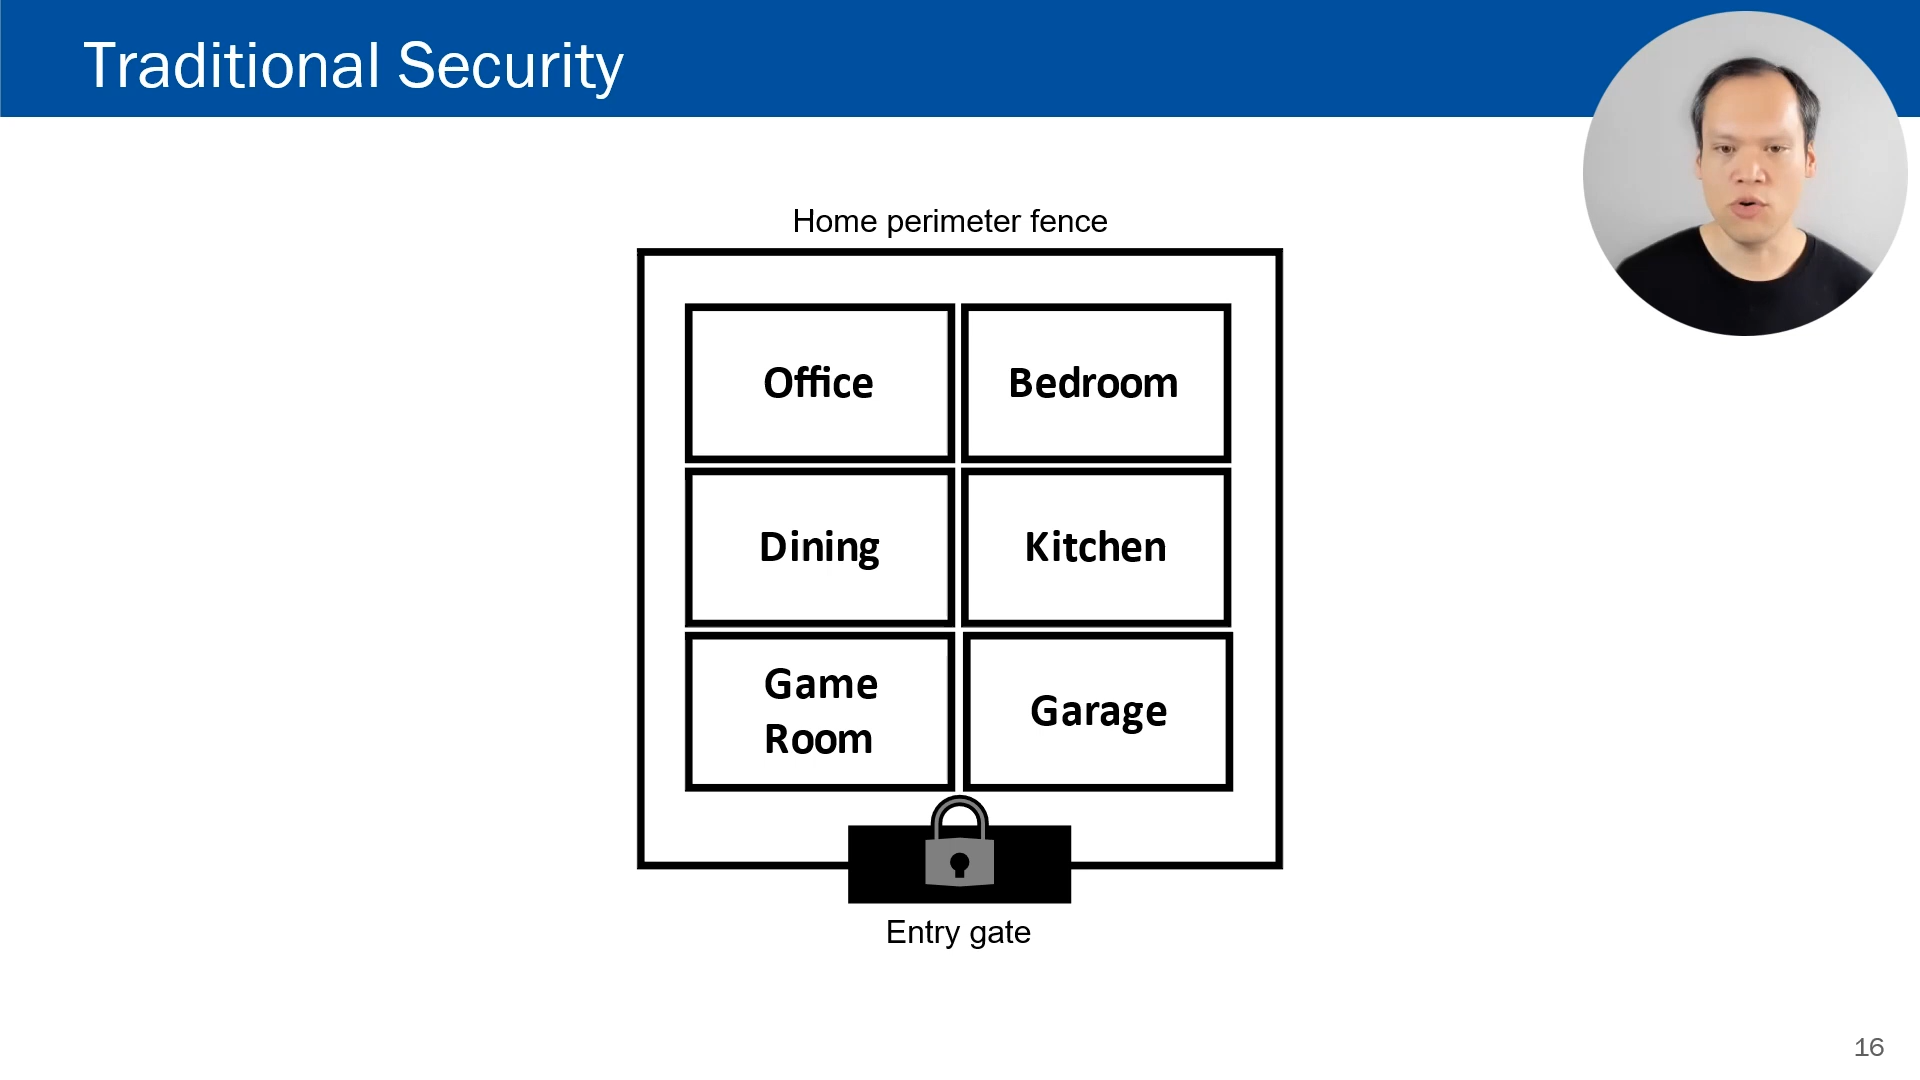 Traditional Security
Home perimeter fence
Office
Bedroom
Dining
Kitchen
Game
Room
Garage
Entry gate
16